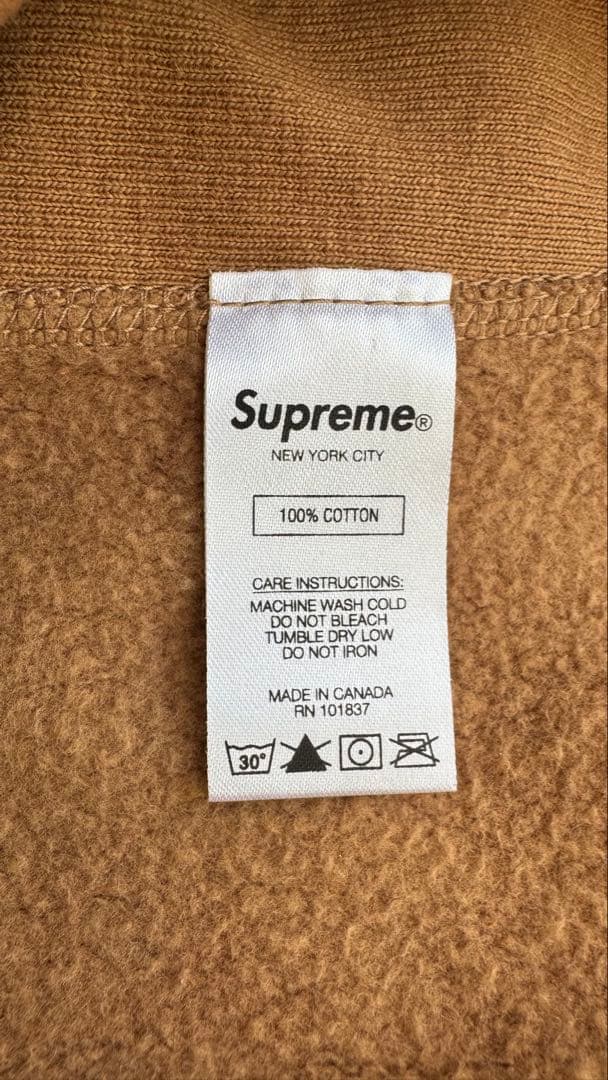 Supreme®
NEW YORK CITY
100% COTTON
CARE INSTRUCTIONS:
MACHINE WASH COLD
DO NOT BLEACH
TUMBLE DRY LOW
DO NOT IRON
MADE IN CANADA
RN 101837
30°